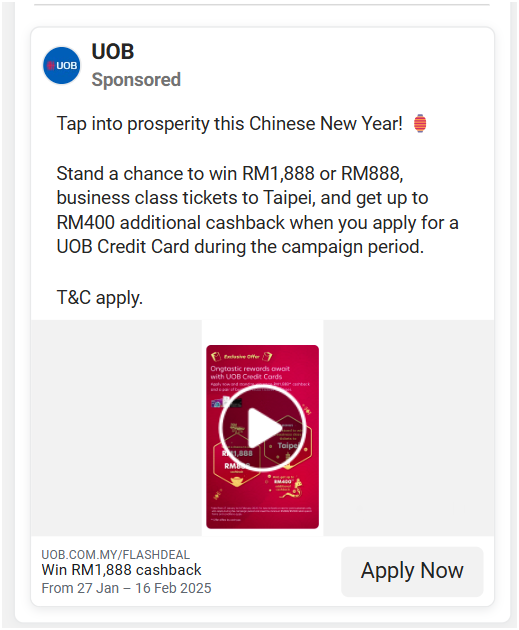 UOB
UOB
Sponsored
Tap into prosperity this Chinese New Year!
Stand a chance to win RM1,888 or RM888,
business class tickets to Taipei, and get up to
RM400 additional cashback when you apply for a
UOB Credit Card during the campaign period.
T&C apply.
Exclusive Offer
Ongtastic rewards await
with UOB Credit Cards
RM1,888
Taipei
RM400
additional
UOB.COM.MY/FLASHDEAL
Win RM1,888 cashback
From 27 Jan – 16 Feb 2025
Apply Now